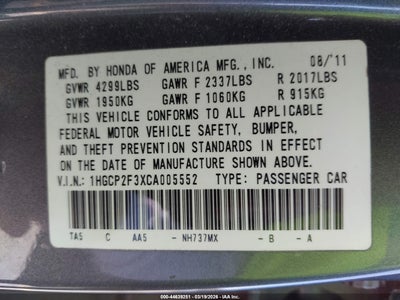 MFD. BY HONDA OF AMERICA MFG., INC. 08/'11
GVWR 4299LBS GAWR F 2337LBS R 2017LBS
GVWR 1950KG GAWR F 1060KG R 915KG
THIS VEHICLE CONFORMS TO ALL APPLICABLE
FEDERAL MOTOR VEHICLE SAFETY, BUMPER,
AND THEFT PREVENTION STANDARDS IN EFFECT
ON THE DATE OF MANUFACTURE SHOWN ABOVE.
V.I.N.: 1HGCP2F3XCA005552 TYPE: PASSENGER CAR
TA5 C AA5 - NH737MX - B - A
000-44639251 - 03/19/2026 - IAA, Inc.